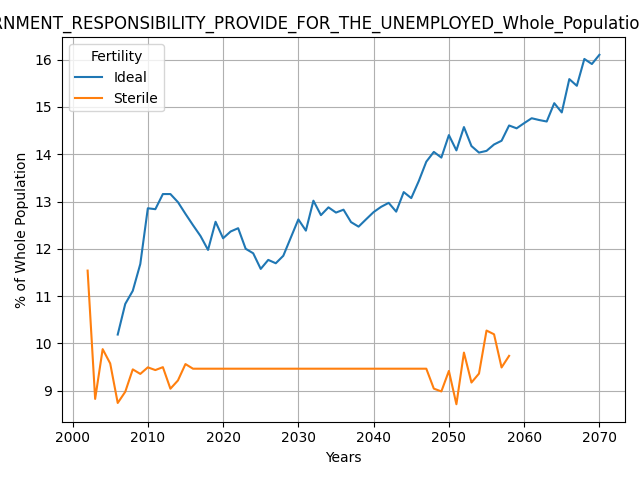 RNMENT_RESPONSIBILITY_PROVIDE_FOR_THE_UNEMPLOYED_Whole_Populatio
Fertility
Ideal
Sterile
% of Whole Population
16
15
14
13
12
11
10
9
2000 2010 2020 2030 2040 2050 2060 2070
Years